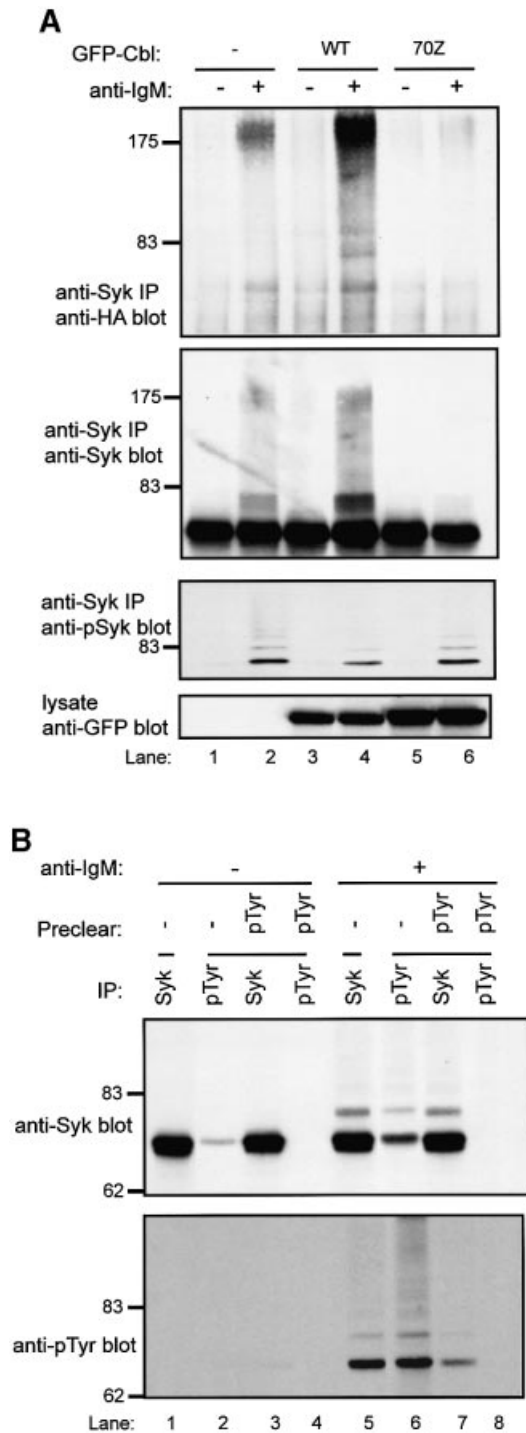 A
GFP-Cbl: - WT 70Z
anti-IgM: - + - + - +
175
83
anti-Syk IP
anti-HA blot
175
anti-Syk IP
anti-Syk blot
83
anti-Syk IP
anti-pSyk blot
83
lysate
anti-GFP blot
Lane: 1 2 3 4 5 6
B
anti-IgM: - +
Preclear: - - pTyr pTyr - - pTyr pTyr
IP: Syk pTyr Syk pTyr Syk pTyr Syk pTyr
83
anti-Syk blot
62
83
anti-pTyr blot
62
Lane: 1 2 3 4 5 6 7 8